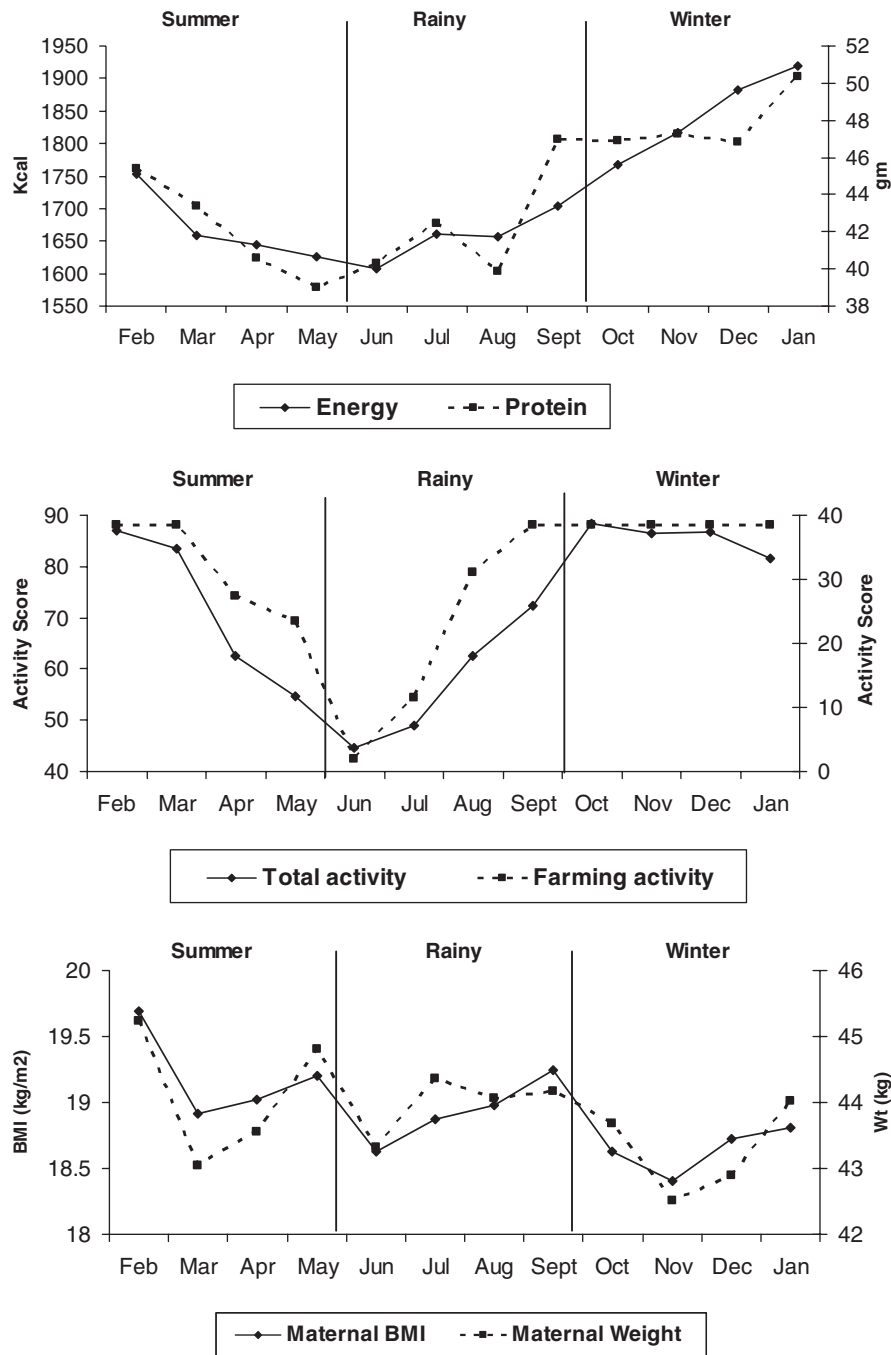 Summer Rainy Winter
1950 52
1900 50
1850 48
1800
1750 46
1700 44
1650 42
1600 40
1550 38
Kcal
gm
Feb Mar Apr May Jun Jul Aug Sept Oct Nov Dec Jan
Energy Protein
Summer Rainy Winter
90 40
80 30
70
60 20
50 10
40 0
Activity Score
Activity Score
Feb Mar Apr May Jun Jul Aug Sept Oct Nov Dec Jan
Total activity Farming activity
Summer Rainy Winter
20 46
19.5 45
19 44
18.5 43
18 42
BMI (kg/m2)
Wt (kg)
Feb Mar Apr May Jun Jul Aug Sept Oct Nov Dec Jan
Maternal BMI Maternal Weight